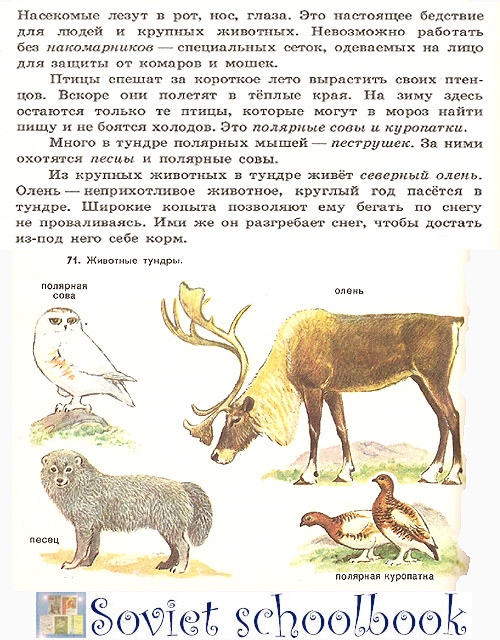 Насекомые лезут в рот, нос, глаза. Это настоящее бедствие
для людей и крупных животных. Невозможно работать
без накомарников — специальных сеток, одеваемых на лицо
для защиты от комаров и мошек.
Птицы спешат за короткое лето вырастить своих птен-
цов. Вскоре они полетят в тёплые края. На зиму здесь
остаются только те птицы, которые могут в мороз найти
пищу и не боятся холодов. Это полярные совы и куропатки.
Много в тундре полярных мышей — пеструшек. За ними
охотятся песцы и полярные совы.
Из крупных животных в тундре живёт северный олень.
Олень — неприхотливое животное, круглый год пасётся в
тундре. Широкие копыта позволяют ему бегать по снегу
не проваливаясь. Ими же он разгребает снег, чтобы достать
из-под него себе корм.
71. Животные тундры.
полярная
сова
олень
песец
полярная куропатка
Soviet schoolbook